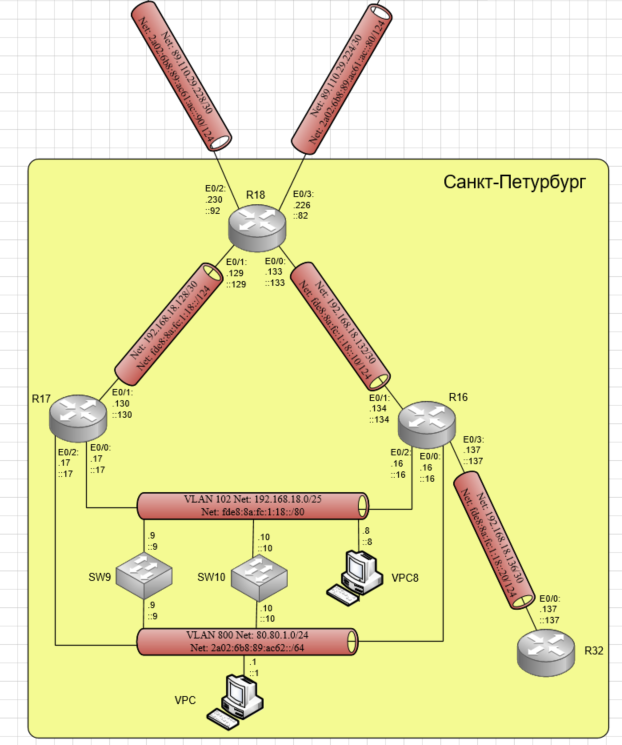 Net: 89.110.29.228/30
Net: 2a02:6b8:89:ac61:ac::90/124
Net: 89.110.29.224/30
Net: 2a02:6b8:89:ac61:ac::80/124
Санкт-Петурбург
R18
E0/2:
.230
::92
E0/3:
.226
::82
E0/1:
.129
::129
E0/0:
.133
::133
Net: 192.168.18.128/30
Net: fde8:8a:fc:1:18::/124
Net: 192.168.18.132/30
Net: fde8:8a:fc:1:18::10/124
R17
E0/1:
.130
::130
E0/2:
.17
::17
E0/0:
.17
::17
R16
E0/1:
.134
::134
E0/2:
.16
::16
E0/0:
.16
::16
E0/3:
.137
::137
Net: 192.168.18.136/30
Net: fde8:8a:fc:1:18::20/124
E0/0:
.137
::137
R32
VLAN 102 Net: 192.168.18.0/25
Net: fde8:8a:fc:1:18::/80
.9
::9
.10
::10
.8
::8
SW9
SW10
VPC8
.9
::9
.10
::10
VLAN 800 Net: 80.80.1.0/24
Net: 2a02:6b8:89:ac62::/64
.1
::1
VPC